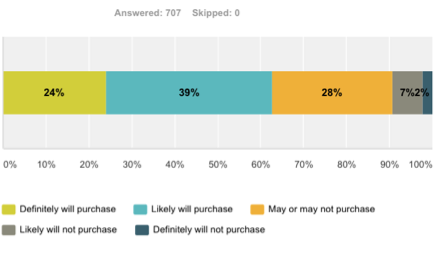 Answered: 707 Skipped: 0
24% 39% 28% 7% 2%
0% 10% 20% 30% 40% 50% 60% 70% 80% 90% 100%
Definitely will purchase Likely will purchase May or may not purchase
Likely will not purchase Definitely will not purchase